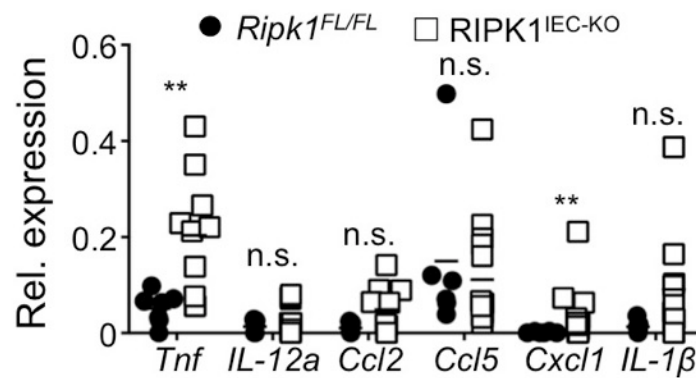 Ripk1FL/FL RIPK1IEC-KO
Rel. expression
0.6
0.4
0.2
0
**
n.s.
n.s.
n.s.
**
n.s.
Tnf IL-12a Ccl2 Ccl5 Cxcl1 IL-1β